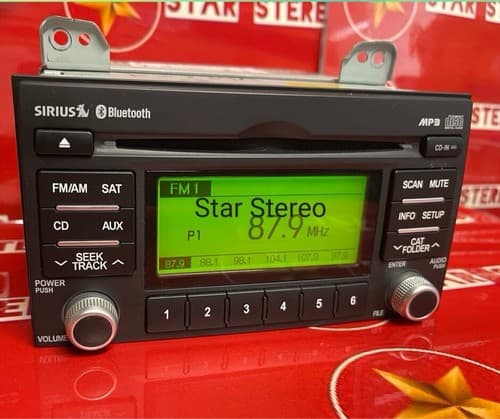 STAR STEREO
SIRIUS Bluetooth
MP3
CD-IN
FM/AM SAT
CD AUX
SEEK
TRACK
SCAN MUTE
INFO SETUP
CAT
FOLDER
FM1
Star Stereo
P1 87.9 MHz
87.9 88.1 98.1 104.1 107.9
POWER
PUSH
VOLUME
ENTER
AUDIO
PUSH
1 2 3 4 5 6
FILE